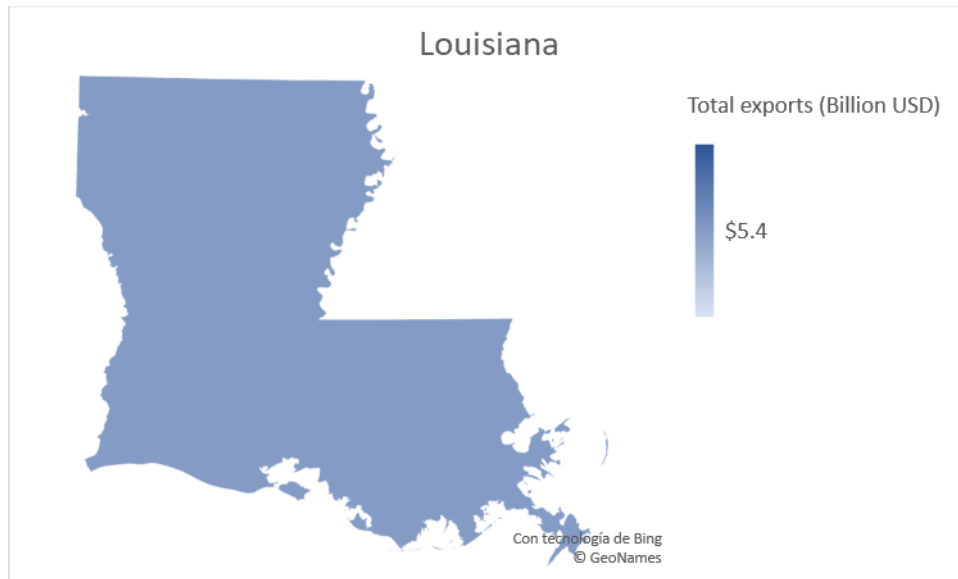 Louisiana
Total exports (Billion USD)
$5.4
Con tecnología de Bing
© GeoNames